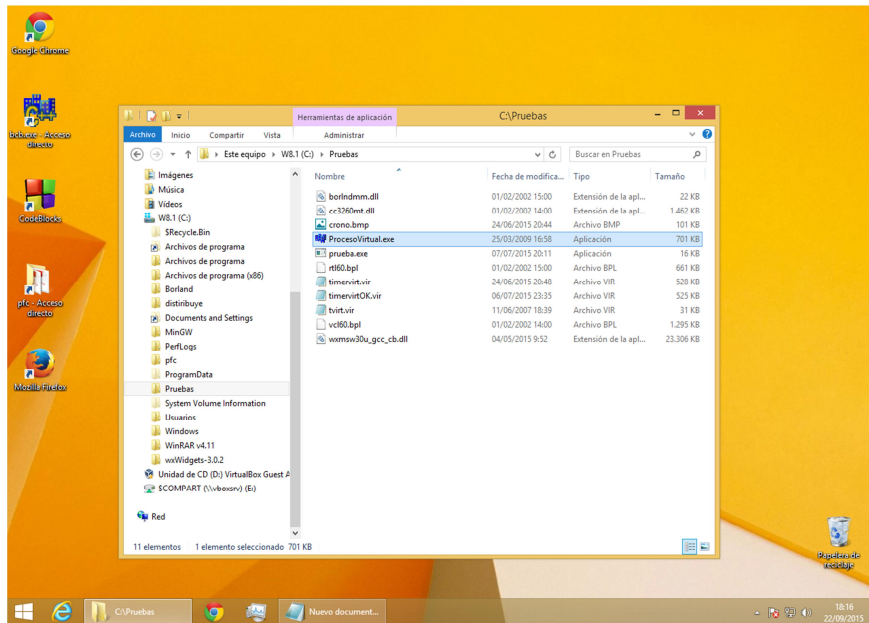 Google Chrome
bcb.exe - Acceso
directo
CodeBlocks
pfc - Acceso
directo
Mozilla Firefox
Herramientas de aplicación
C:\Pruebas
Archivo Inicio Compartir Vista Administrar
Este equipo W8.1 (C:) Pruebas
Buscar en Pruebas
Imágenes
Música
Vídeos
W8.1 (C:)
$Recycle.Bin
Archivos de programa
Archivos de programa
Archivos de programa (x86)
Borland
distiribuye
Documents and Settings
MinGW
PerfLogs
pfc
ProgramData
Pruebas
System Volume Information
Usuarios
Windows
WinRAR v4.11
wxWidgets-3.0.2
Unidad de CD (D:) VirtualBox Guest A
$COMPART (\\vboxsrv) (E:)
Red
Nombre Fecha de modifica... Tipo Tamaño
borlndmm.dll 01/02/2002 15:00 Extensión de la apl... 22 KB
cc3260mt.dll 01/02/2002 14:00 Extensión de la apl... 1.462 KB
crono.bmp 24/06/2015 20:44 Archivo BMP 101 KB
ProcesoVirtual.exe 25/03/2009 16:58 Aplicación 701 KB
prueba.exe 07/07/2015 20:11 Aplicación 16 KB
rtl60.bpl 01/02/2002 15:00 Archivo BPL 661 KB
timervirt.vir 24/06/2015 20:48 Archivo VIR 528 KB
timervirtOK.vir 06/07/2015 23:35 Archivo VIR 525 KB
tvirt.vir 11/06/2007 18:39 Archivo VIR 31 KB
vcl60.bpl 01/02/2002 14:00 Archivo BPL 1.295 KB
wxmsw30u_gcc_cb.dll 04/05/2015 9:52 Extensión de la apl... 23.306 KB
11 elementos 1 elemento seleccionado 701 KB
Papelera de
reciclaje
C:\Pruebas
Nuevo document...
18:16
22/09/2015